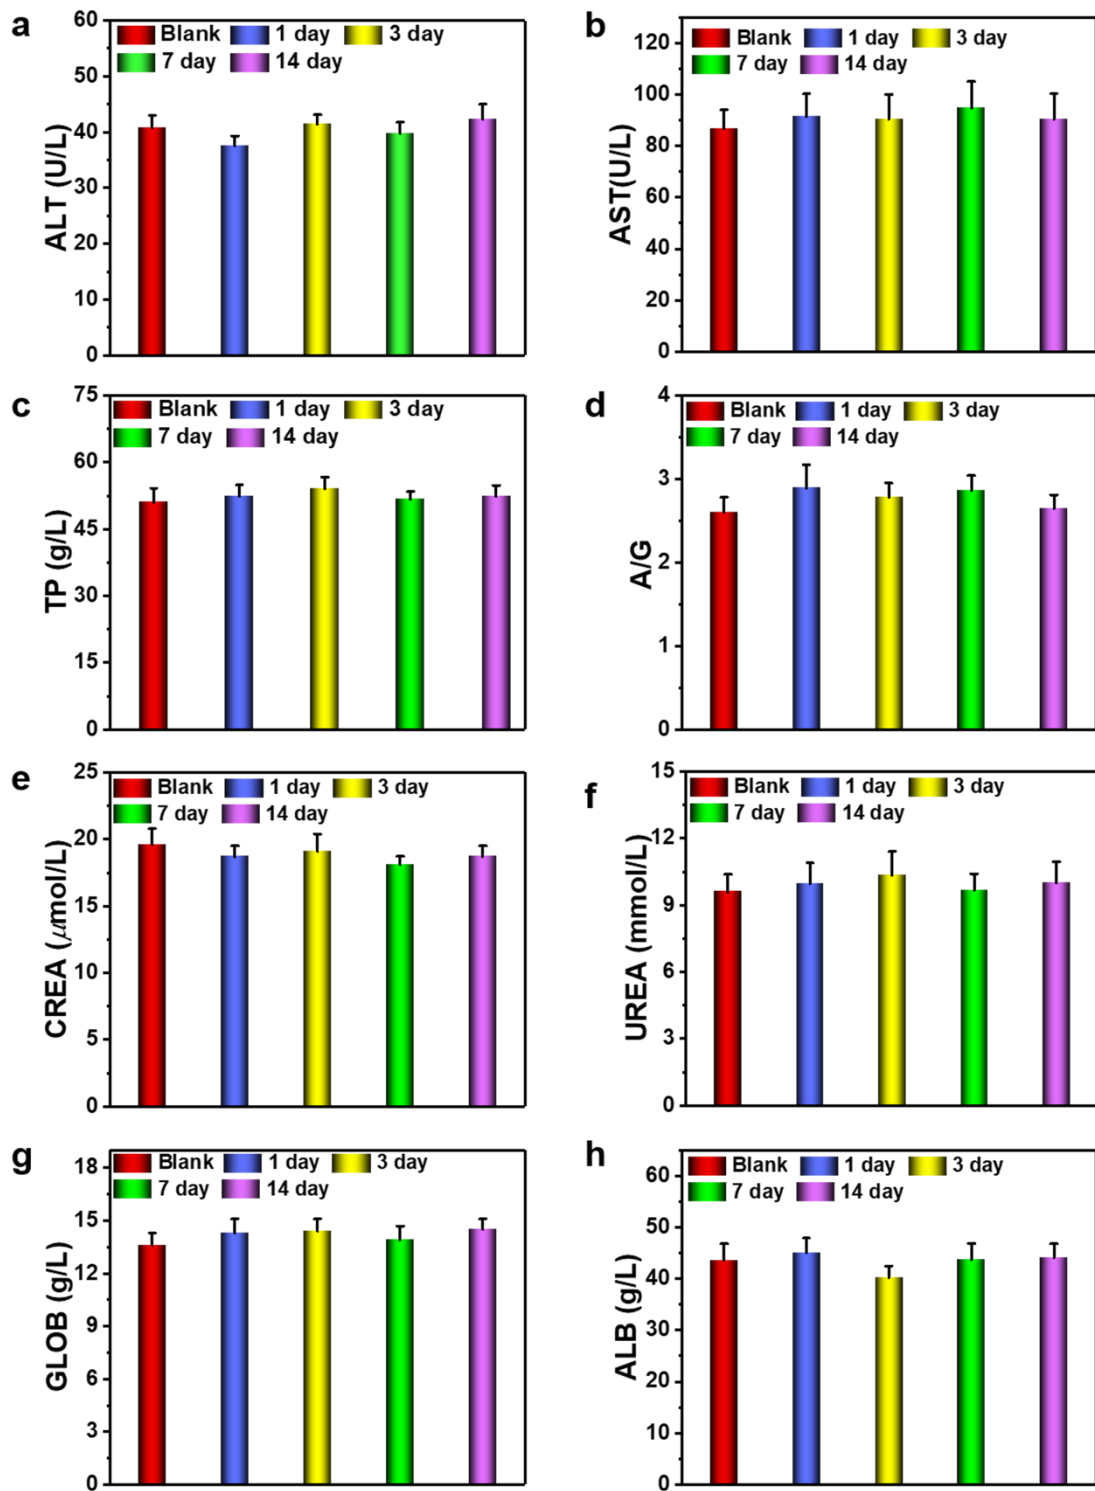 a
ALT (U/L)
60
50
40
30
20
10
0
Blank 1 day 3 day
7 day 14 day
b
AST(U/L)
120
100
80
60
40
20
0
Blank 1 day 3 day
7 day 14 day
c
TP (g/L)
75
60
45
30
15
0
Blank 1 day 3 day
7 day 14 day
d
A/G
4
3
2
1
0
Blank 1 day 3 day
7 day 14 day
e
CREA (μmol/L)
25
20
15
10
5
0
Blank 1 day 3 day
7 day 14 day
f
UREA (mmol/L)
15
12
9
6
3
0
Blank 1 day 3 day
7 day 14 day
g
GLOB (g/L)
18
15
12
9
6
3
0
Blank 1 day 3 day
7 day 14 day
h
ALB (g/L)
60
50
40
30
20
10
0
Blank 1 day 3 day
7 day 14 day